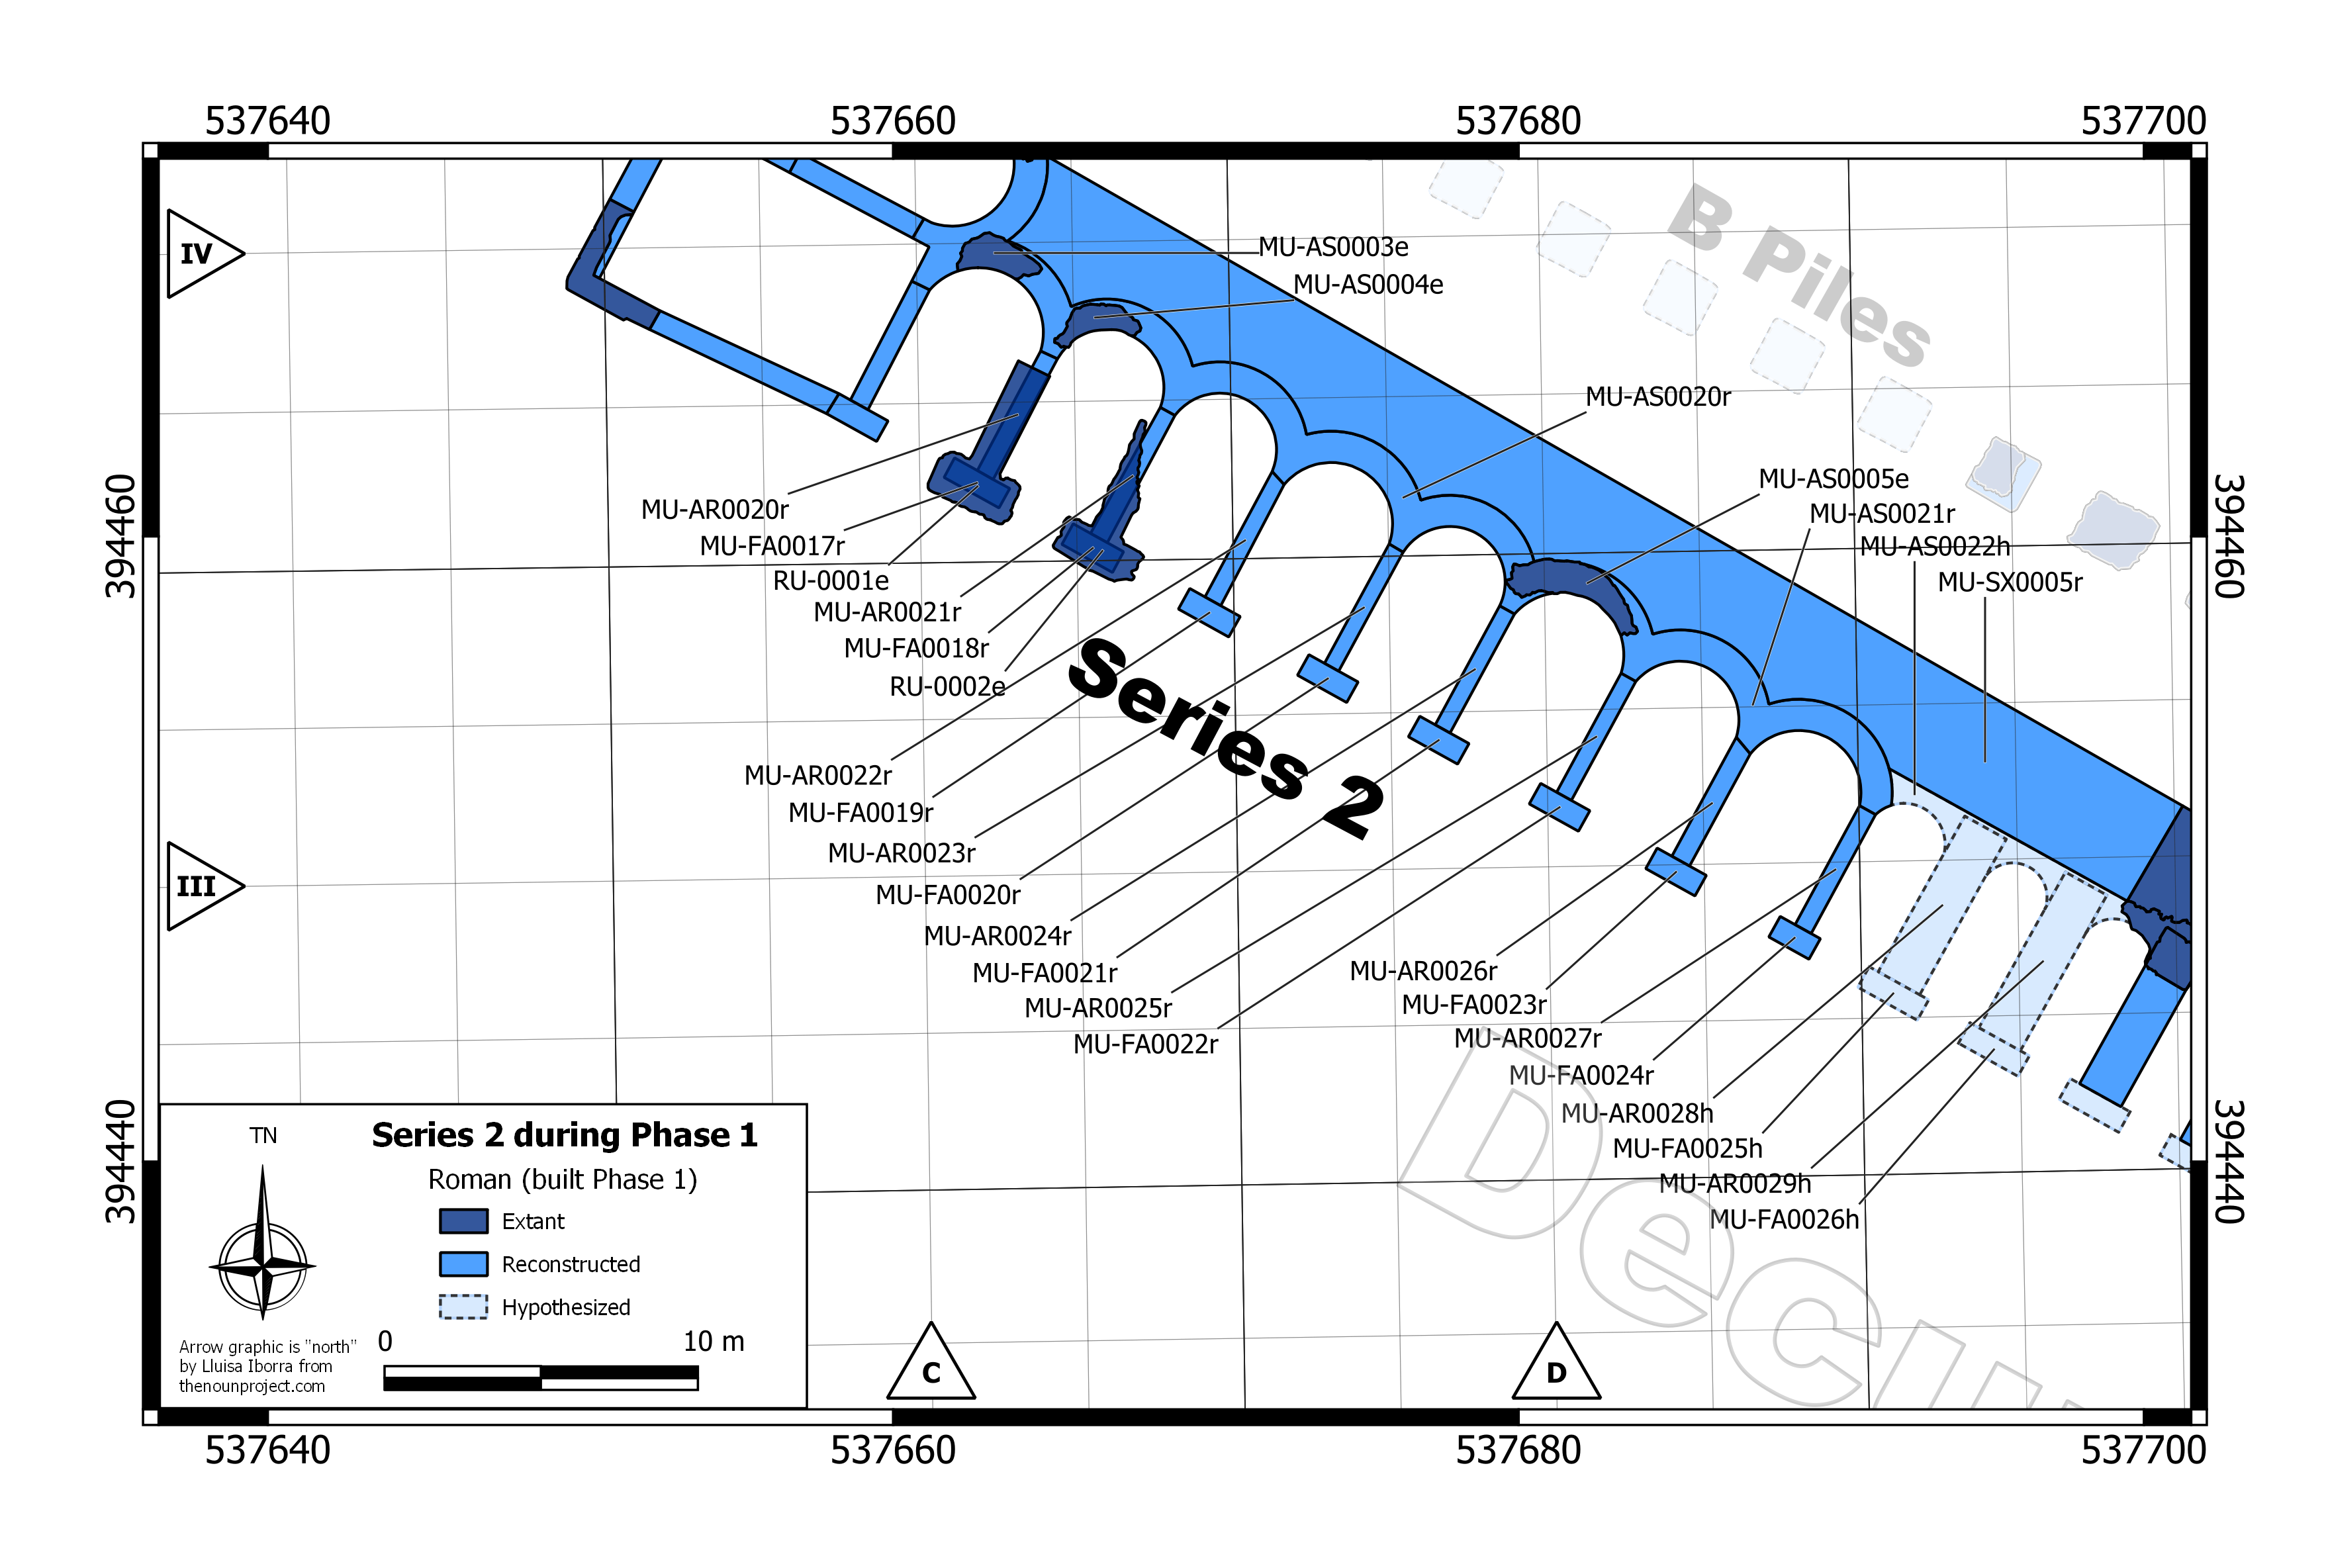 537640 537660 537680 537700
IV
B Piles
MU-AS0003e
MU-AS0004e
MU-AS0020r
MU-AS0005e
MU-AS0021r
MU-AS0022h
MU-SX0005r
394460
394460
MU-AR0020r
MU-FA0017r
RU-0001e
MU-AR0021r
MU-FA0018r
RU-0002e
Series 2
MU-AR0022r
MU-FA0019r
MU-AR0023r
MU-FA0020r
MU-AR0024r
MU-FA0021r
MU-AR0025r
MU-FA0022r
MU-AR0026r
MU-FA0023r
MU-AR0027r
MU-FA0024r
MU-AR0028h
MU-FA0025h
MU-AR0029h
MU-FA0026h
III
394440
394440
TN
Series 2 during Phase 1
Roman (built Phase 1)
Extant
Reconstructed
Hypothesized
0 10 m
Arrow graphic is "north"
by Lluisa Iborra from
thenounproject.com
C
D
537640 537660 537680 537700